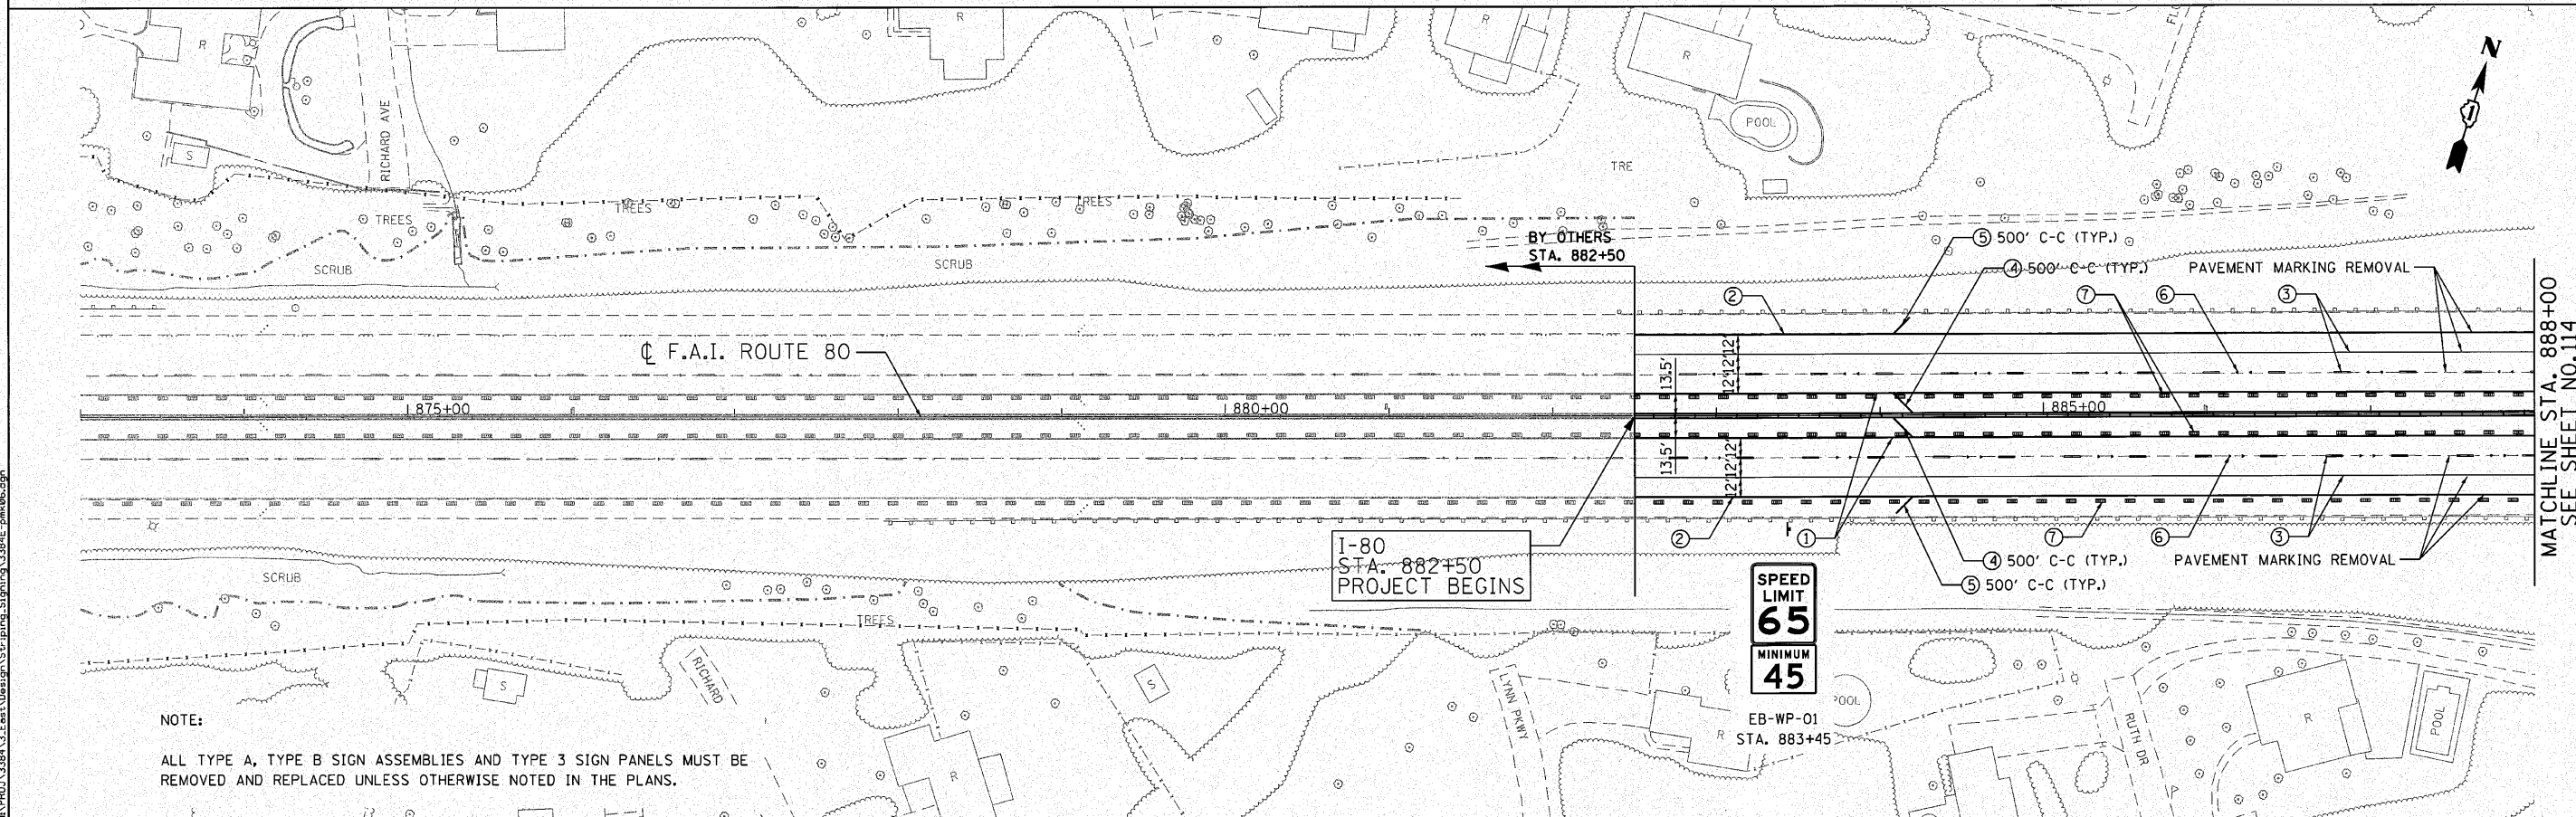 R
R
R
R
FLO
N
1
RICHARD AVE
S
POOL
TRE
TREES
TREES
TREES
SCRUB
SCRUB
BY OTHERS
STA. 882+50
⑤ 500' C-C (TYP.)
④ 500' C-C (TYP.)
PAVEMENT MARKING REMOVAL
②
⑦
⑥
③
MATCHLINE STA. 888+00
SEE SHEET NO. 114
℄ F.A.I. ROUTE 80
13.5'
12'12'12'
875+00
880+00
885+00
13.5'
12'12'12'
②
①
⑦
⑥
③
④ 500' C-C (TYP.)
PAVEMENT MARKING REMOVAL
⑤ 500' C-C (TYP.)
I-80
STA. 882+50
PROJECT BEGINS
SCRUB
TREES
SPEED
LIMIT
65
MINIMUM
45
EB-WP-01
STA. 883+45
S
RICHARD
S
LYNN PKWY
POOL
R
RUTH DR
R
POOL
R
P
NOTE:
ALL TYPE A, TYPE B SIGN ASSEMBLIES AND TYPE 3 SIGN PANELS MUST BE
REMOVED AND REPLACED UNLESS OTHERWISE NOTED IN THE PLANS.